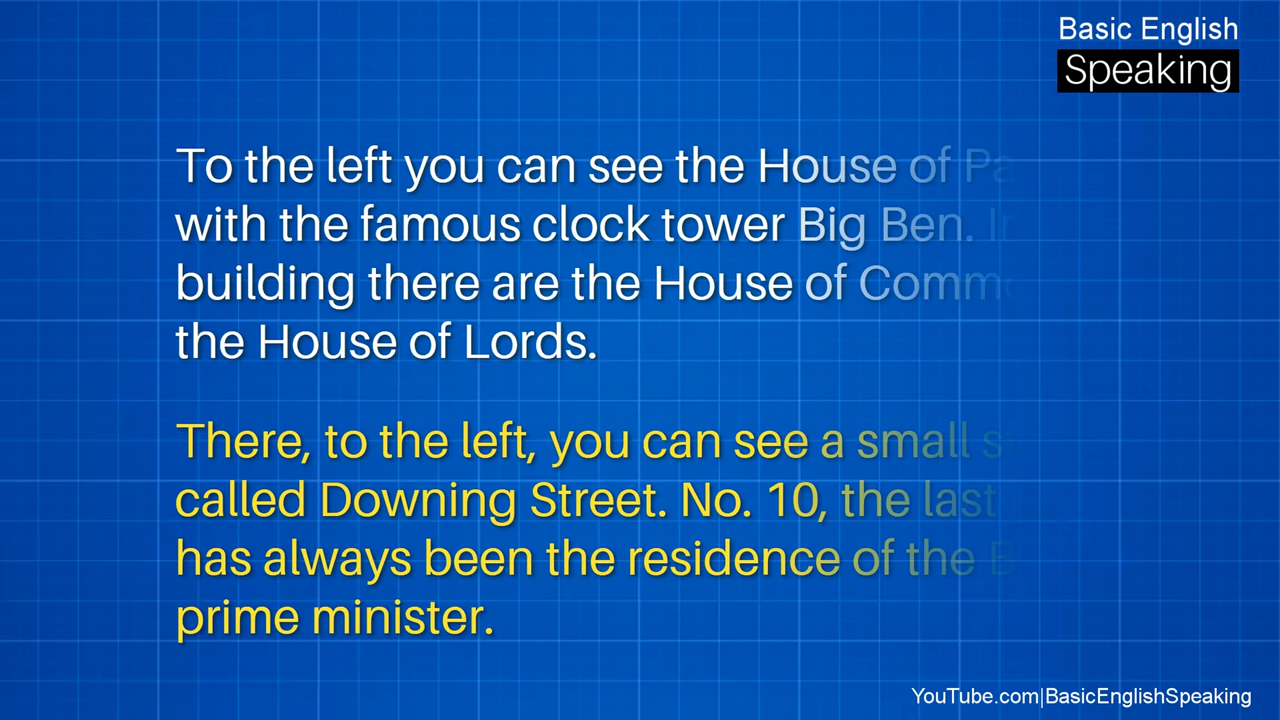 Basic English
Speaking
To the left you can see the House of
with the famous clock tower Big Ben.
building there are the House of
the House of Lords.
There, to the left, you can see a small
called Downing Street. No. 10, the last
has always been the residence of the
prime minister.
YouTube.com|BasicEnglishSpeaking